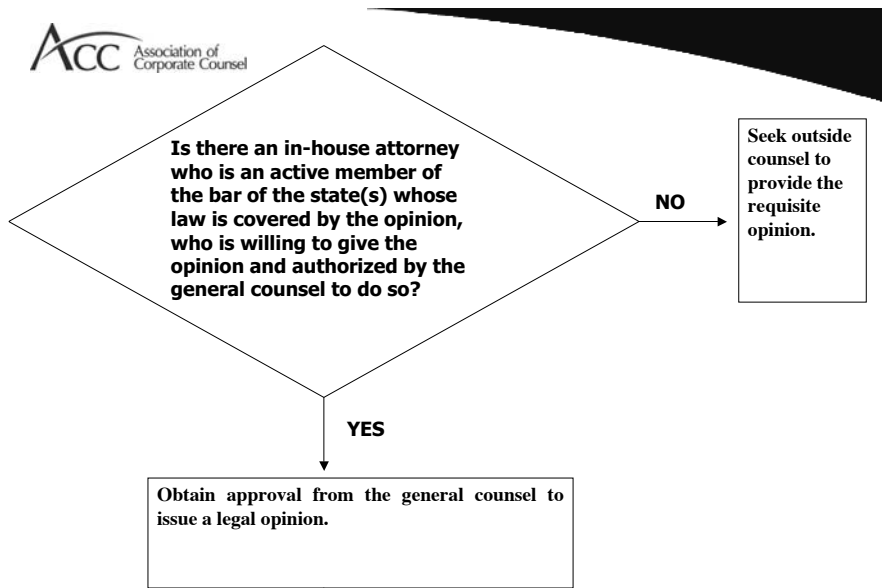 ACC Association of
Corporate Counsel
Is there an in-house attorney
who is an active member of
the bar of the state(s) whose
law is covered by the opinion,
who is willing to give the
opinion and authorized by the
general counsel to do so?
NO
Seek outside
counsel to
provide the
requisite
opinion.
YES
Obtain approval from the general counsel to
issue a legal opinion.